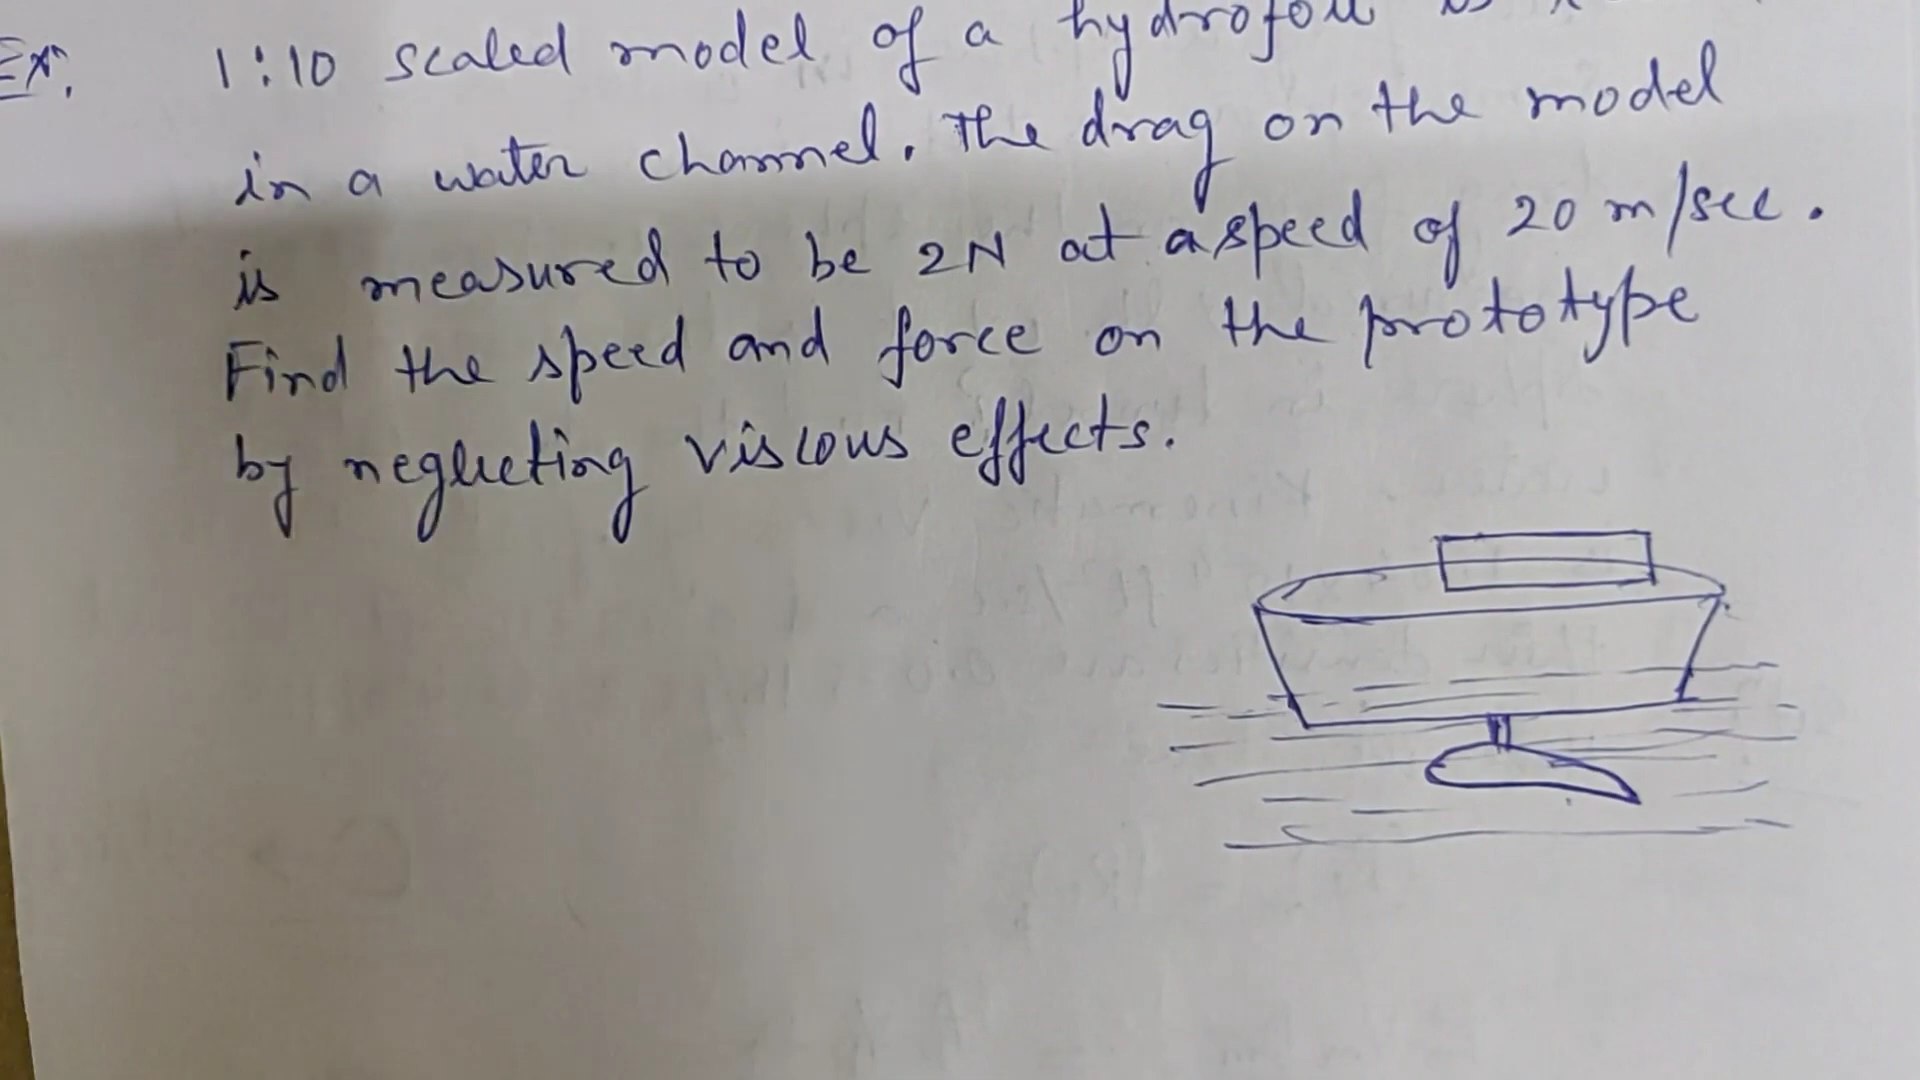 Ex. 1:10 scaled model of a hydrofoil is
in a water channel. The drag on the model
is measured to be 2N at a speed of 20 m/sec.
Find the speed and force on the prototype
by neglecting viscous effects.